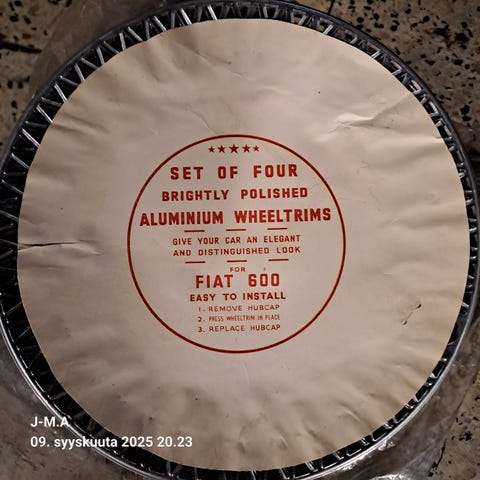 ★★★★★
SET OF FOUR
BRIGHTLY POLISHED
ALUMINIUM WHEELTRIMS
GIVE YOUR CAR AN ELEGANT
AND DISTINGUISHED LOOK
FOR
FIAT 600
EASY TO INSTALL
1. REMOVE HUBCAP
2. PRESS WHEELTRIM IN PLACE
3. REPLACE HUBCAP
J-M.A
09. syyskuuta 2025 20.23